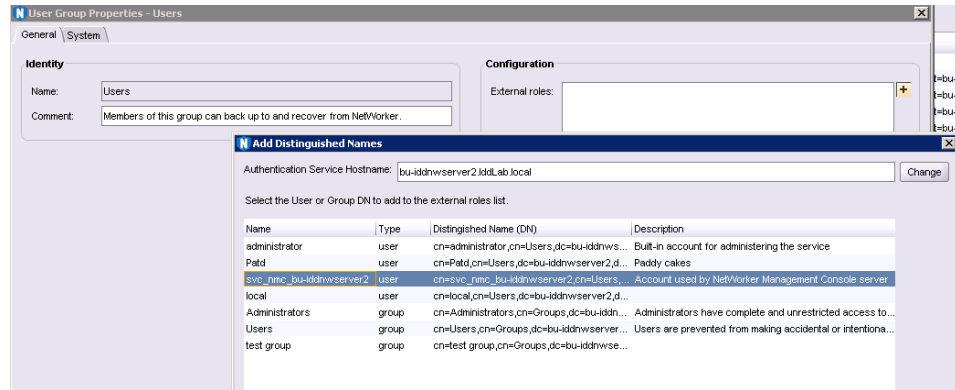 N User Group Properties - Users
General System
Identity
Configuration
Name: Users
External roles:
Comment: Members of this group can back up to and recover from NetWorker.
t=bu-
t=bu-
t=bu-
t=bu-
N Add Distinguished Names
Authentication Service Hostname: bu-iddnwserver2.IddLab.local Change
Select the User or Group DN to add to the external roles list.
Name Type Distingished Name (DN) Description
administrator user cn=administrator,cn=Users,dc=bu-iddnws... Built-in account for administering the service
Patd user cn=Patd,cn=Users,dc=bu-iddnwserver2,d... Paddy cakes
svc_nmc_bu-iddnwserver2 user cn=svc_nmc_bu-iddnwserver2,cn=Users,... Account used by NetWorker Management Console server
local user cn=local,cn=Users,dc=bu-iddnwserver2,d...
Administrators group cn=Administrators,cn=Groups,dc=bu-iddn... Administrators have complete and unrestricted access to...
Users group cn=Users,cn=Groups,dc=bu-iddnwserver... Users are prevented from making accidental or intentiona...
test group group cn=test group,cn=Groups,dc=bu-iddnwse...